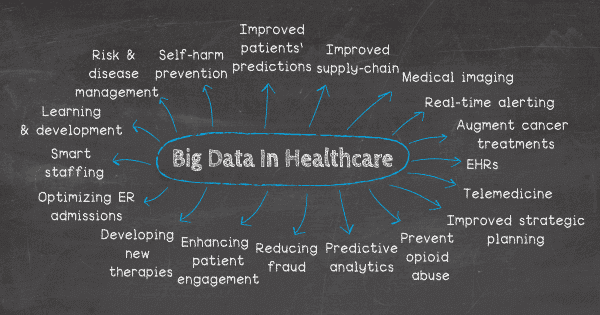 Improved
patients'
predictions
Improved
supply-chain
Medical imaging
Real-time alerting
Augment cancer
treatments
EHRs
Telemedicine
Improved strategic
planning
Prevent
opioid
abuse
Predictive
analytics
Reducing
fraud
Enhancing
patient
engagement
Developing
new
therapies
Optimizing ER
admissions
Smart
staffing
Learning
& development
Risk &
disease
management
Self-harm
prevention
Big Data In Healthcare